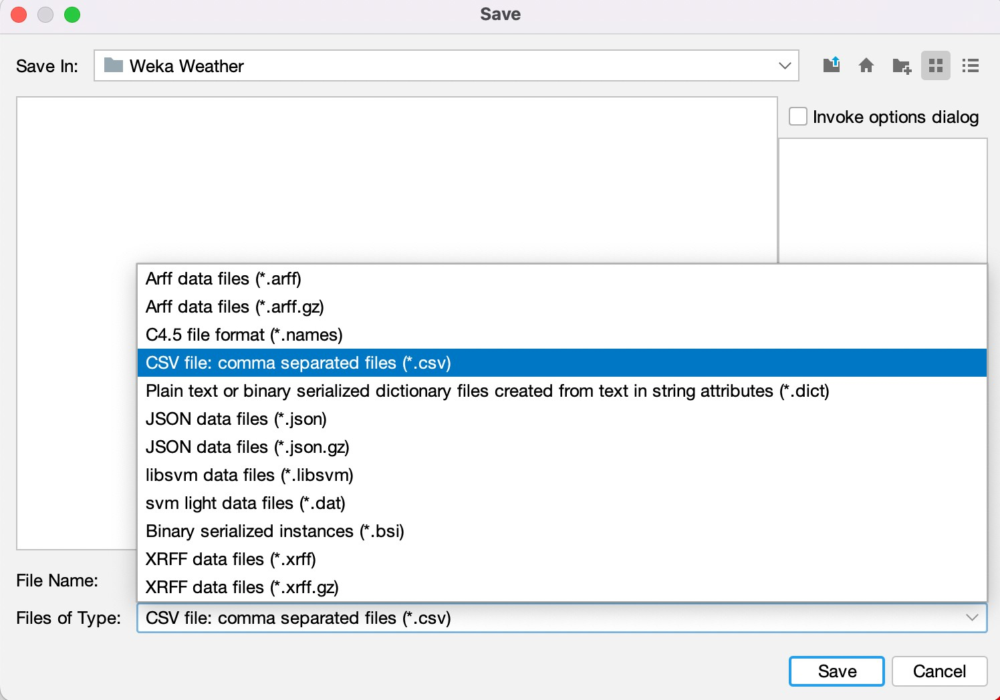 Save
Save In:
Weka Weather
Invoke options dialog
Arff data files (*.arff)
Arff data files (*.arff.gz)
C4.5 file format (*.names)
CSV file: comma separated files (*.csv)
Plain text or binary serialized dictionary files created from text in string attributes (*.dict)
JSON data files (*.json)
JSON data files (*.json.gz)
libsvm data files (*.libsvm)
svm light data files (*.dat)
Binary serialized instances (*.bsi)
XRFF data files (*.xrff)
XRFF data files (*.xrff.gz)
File Name:
Files of Type:
CSV file: comma separated files (*.csv)
Save
Cancel